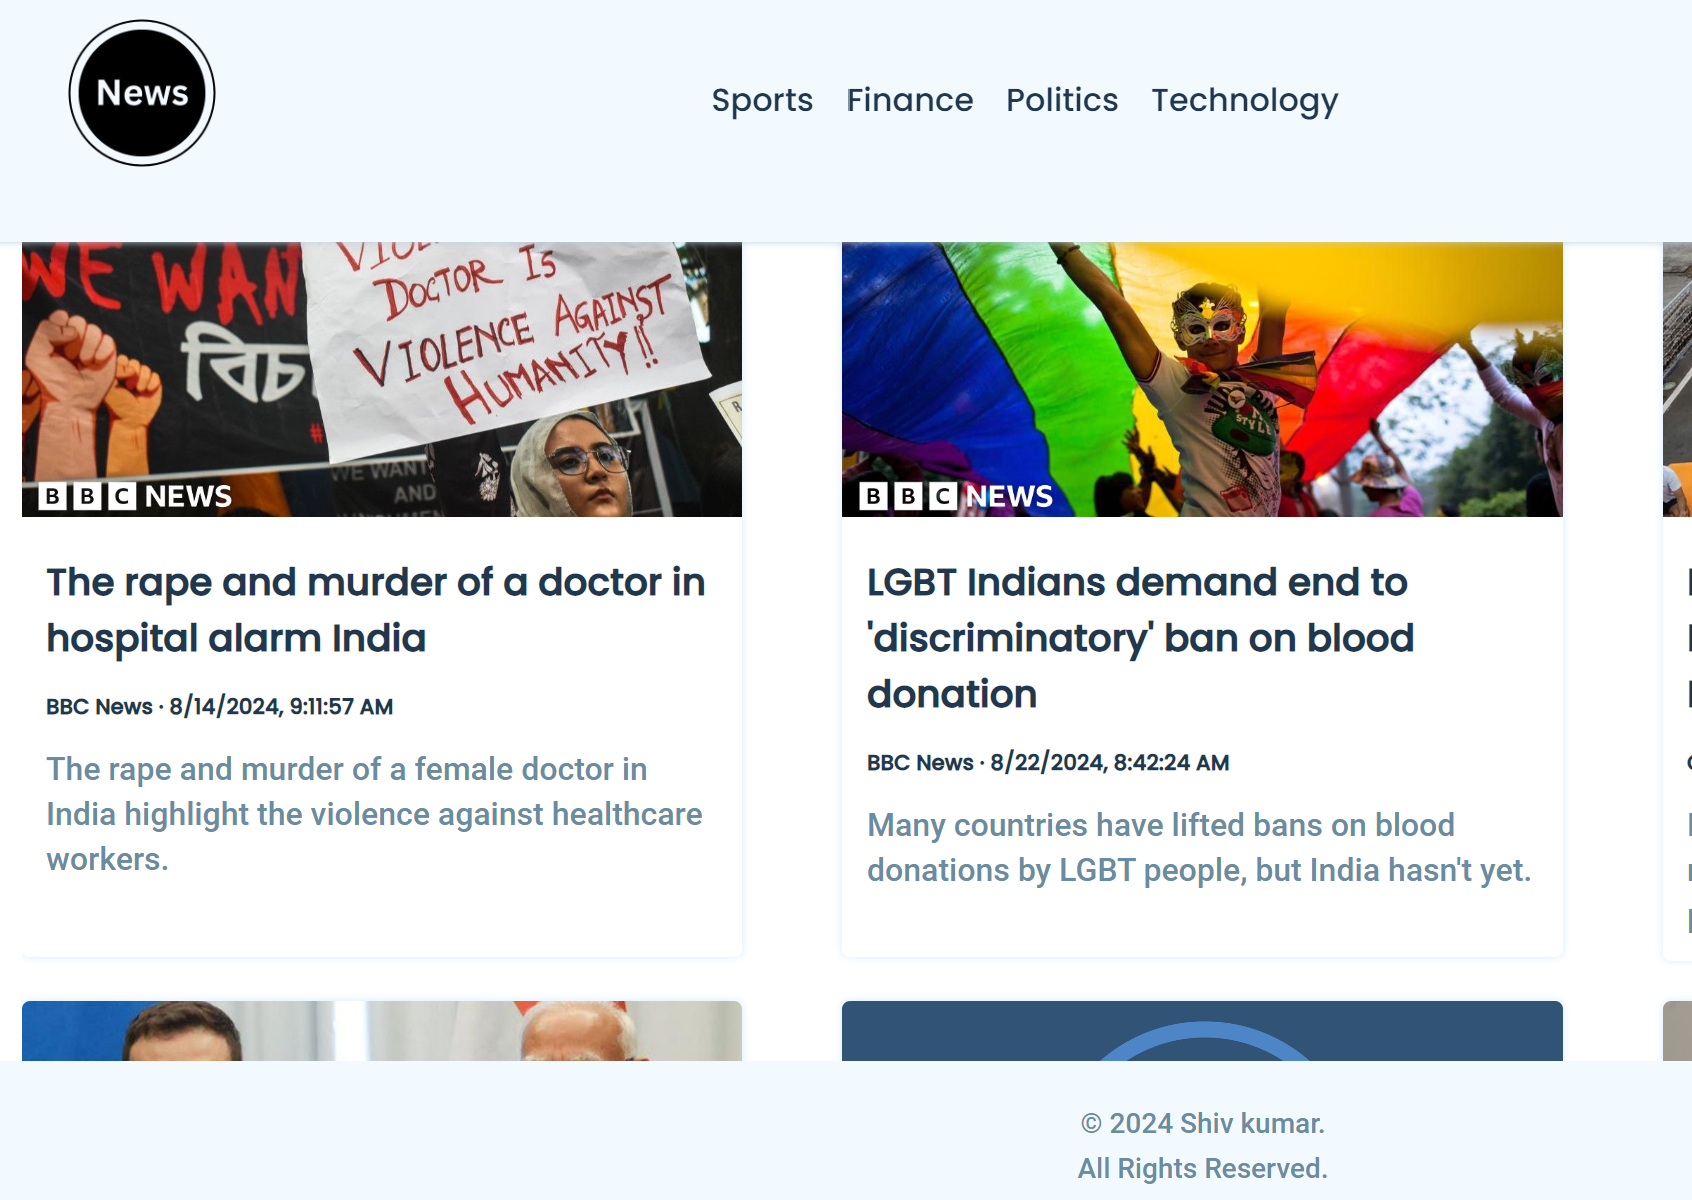 News
Sports Finance Politics Technology
WE WAN
DOCTOR IS
VIOLENCE AGAINST
HUMANITY!!
বিচ
WE WANT
AND
STYLE
BBC NEWS
BBC NEWS
The rape and murder of a doctor in
hospital alarm India
BBC News · 8/14/2024, 9:11:57 AM
The rape and murder of a female doctor in
India highlight the violence against healthcare
workers.
LGBT Indians demand end to
'discriminatory' ban on blood
donation
BBC News · 8/22/2024, 8:42:24 AM
Many countries have lifted bans on blood
donations by LGBT people, but India hasn't yet.
© 2024 Shiv kumar.
All Rights Reserved.